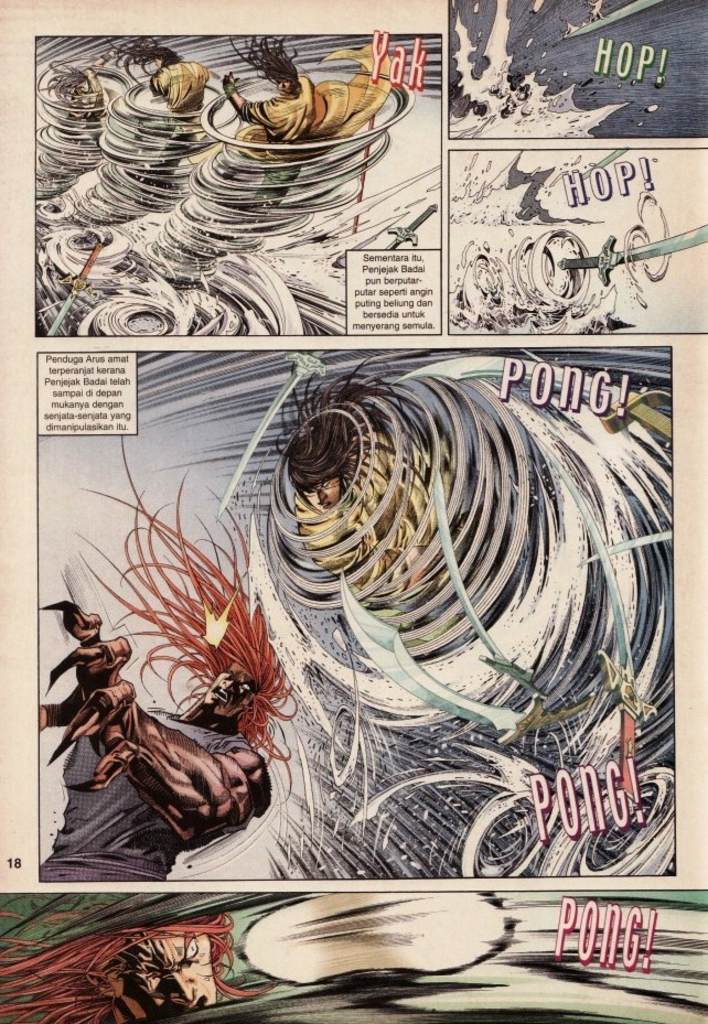 Yak
HOP!
HOP!
Sementara itu,
Penjejak Badai
pun berputar-
putar seperti angin
puting beliung dan
bersedia untuk
menyerang semula.
Penduga Arus amat
terperanjat kerana
Penjejak Badai telah
sampai di depan
mukanya dengan
senjata-senjata yang
dimanipulasikan itu.
PONG!
PONG!
PONG!
18